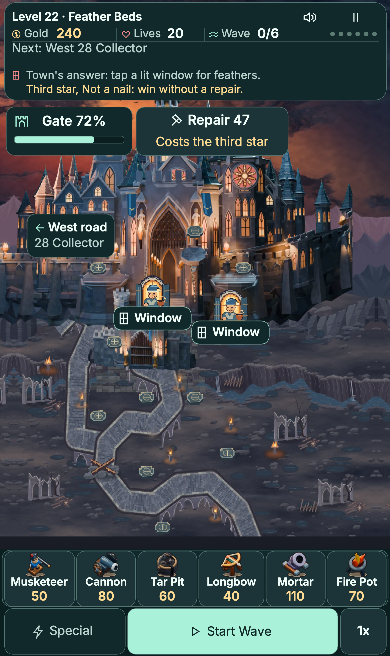 Level 22 · Feather Beds
Gold 240 Lives 20 Wave 0/6
Next: West 28 Collector
Town's answer: tap a lit window for feathers.
Third star, Not a nail: win without a repair.
Gate 72%
Repair 47
Costs the third star
← West road
28 Collector
Window
Window
Musketeer
50
Cannon
80
Tar Pit
60
Longbow
40
Mortar
110
Fire Pot
70
Special
Start Wave
1x